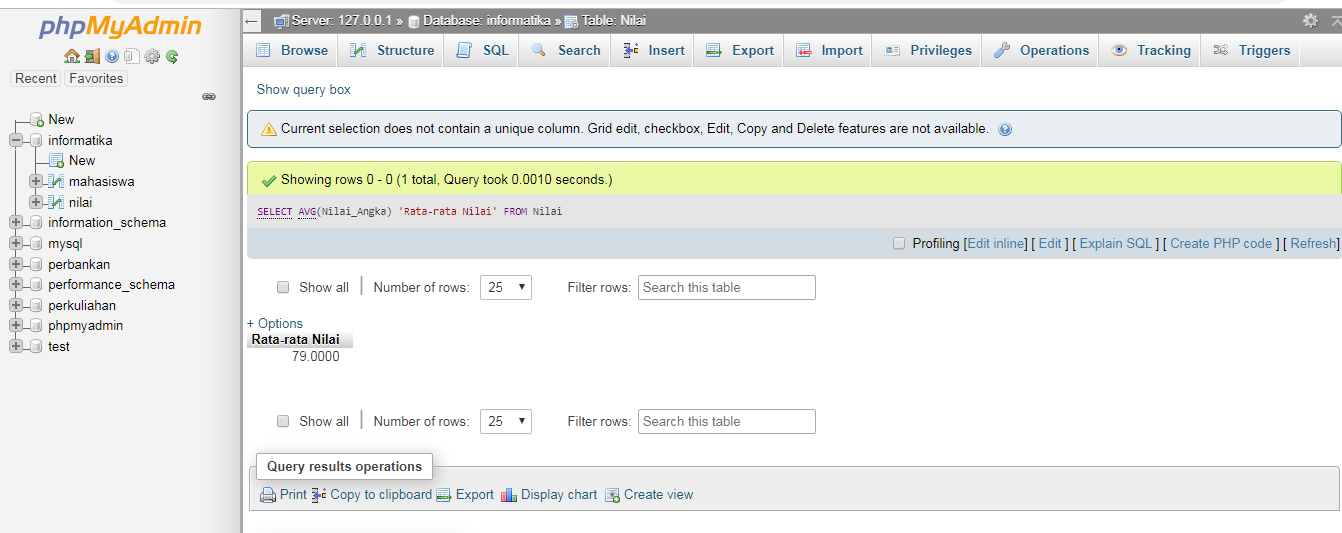 phpMyAdmin
Recent Favorites
New
informatika
New
mahasiswa
nilai
information_schema
mysql
perbankan
performance_schema
perkuliahan
phpmyadmin
test
Server: 127.0.0.1 » Database: informatika » Table: Nilai
Browse Structure SQL Search Insert Export Import Privileges Operations Tracking Triggers
Show query box
Current selection does not contain a unique column. Grid edit, checkbox, Edit, Copy and Delete features are not available.
Showing rows 0 - 0 (1 total, Query took 0.0010 seconds.)
SELECT AVG(Nilai_Angka) 'Rata-rata Nilai' FROM Nilai
Profiling [Edit inline] [ Edit ] [ Explain SQL ] [ Create PHP code ] [ Refresh]
Show all | Number of rows: 25 Filter rows: Search this table
+ Options
Rata-rata Nilai
79.0000
Show all | Number of rows: 25 Filter rows: Search this table
Query results operations
Print Copy to clipboard Export Display chart Create view